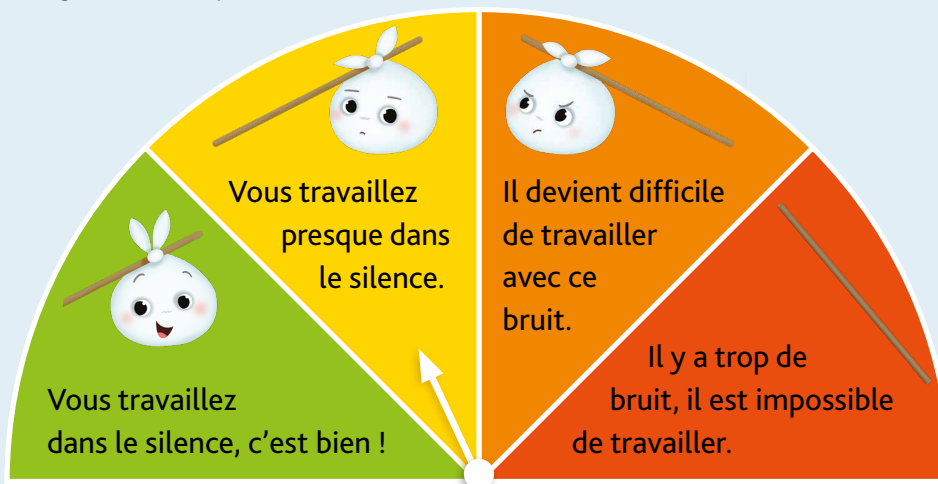 Vous travaillez
dans le silence, c’est bien !
Vous travaillez
presque dans
le silence.
Il devient difficile
de travailler
avec ce
bruit.
Il y a trop de
bruit, il est impossible
de travailler.